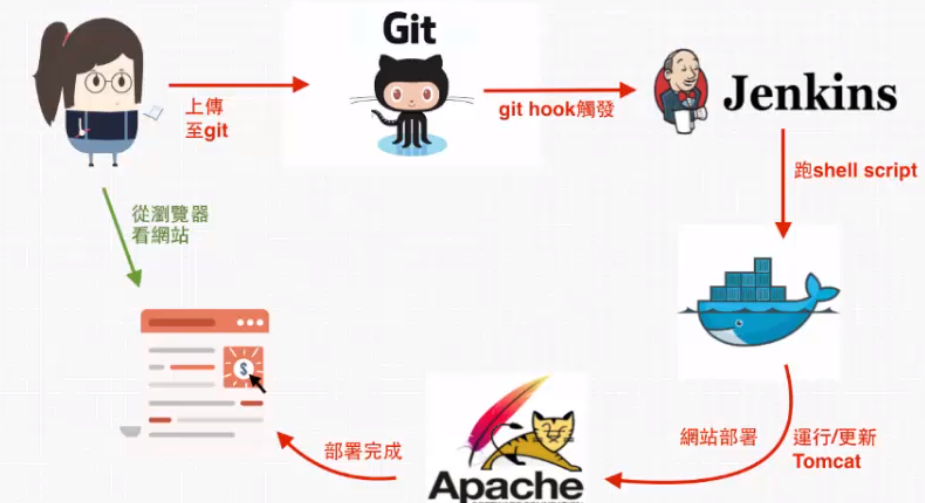 Git
上傳
至git
git hook觸發
Jenkins
跑shell script
從瀏覽器
看網站
$
網站部署
運行/更新
Tomcat
部署完成
Apache